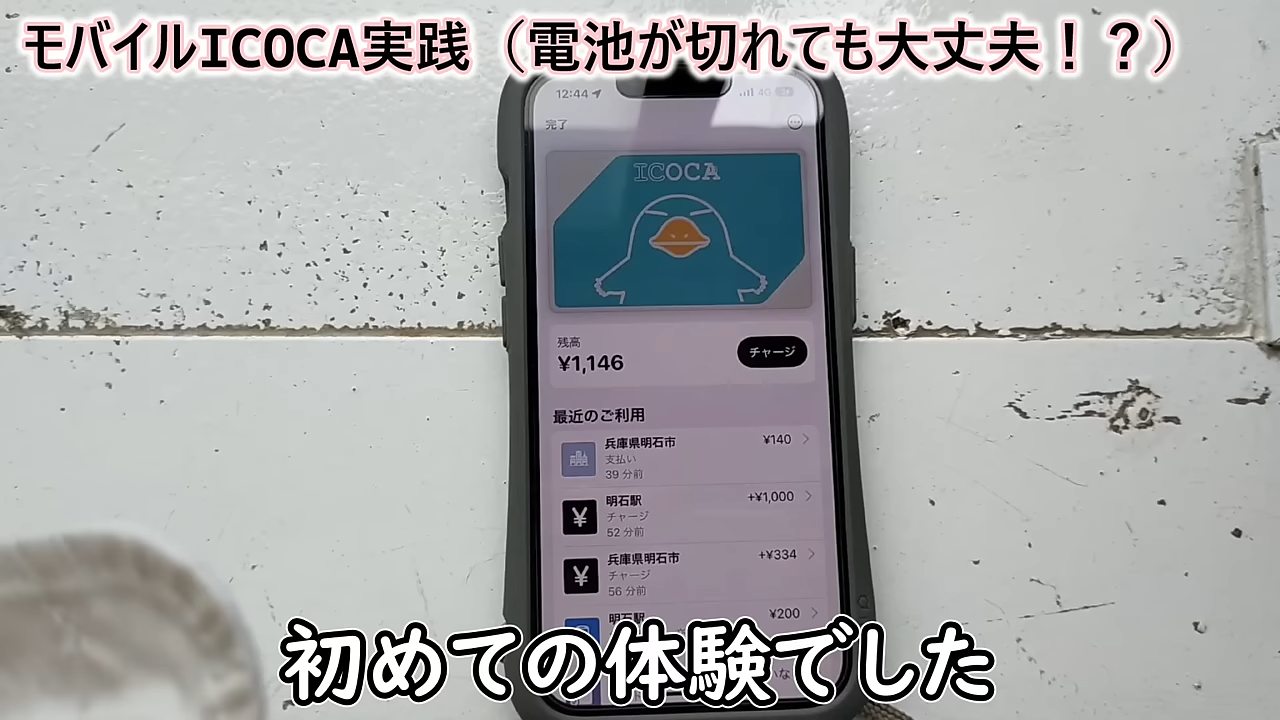 モバイルICOCA実践（電池が切れても大丈夫！？）
12:44 4G
完了
ICOCA
残高
¥1,146
チャージ
最近のご利用
兵庫県明石市 ¥140
支払い
39 分前
明石駅 +¥1,000
チャージ
52 分前
兵庫県明石市 +¥334
チャージ
56 分前
明石駅 ¥200
初めての体験でした